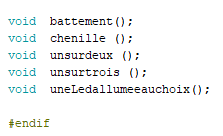 void  battement();
void  chenille ();
void  unsurdeux ();
void  unsurtrois ();
void  uneLedallumeeauchoix();
#endif